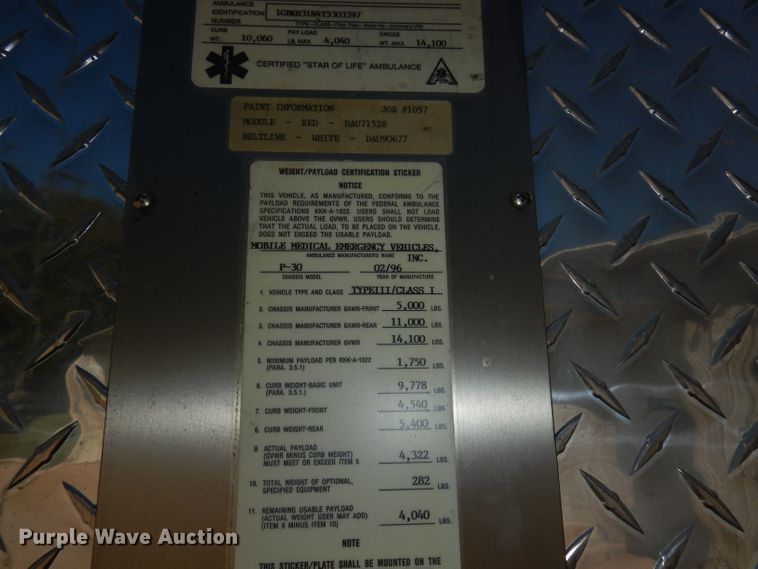 AMBULANCE
IDENTIFICATION
NUMBER
TYPE - CLASS - Floor Plan - Serial No - Chassis's VIN
CURB WT. 10,060 PAY LOAD LB. MAX 4,040 GROSS WT. MAX 14,100
CERTIFIED "STAR OF LIFE" AMBULANCE
PAINT INFORMATION JOB #1057
MODULE - RED - DAU71528
BELTLINE - WHITE - DAU90677
WEIGHT/PAYLOAD CERTIFICATION STICKER
NOTICE
THIS VEHICLE, AS MANUFACTURED, CONFORMS TO THE
PAYLOAD REQUIREMENTS OF THE FEDERAL AMBULANCE
SPECIFICATIONS KKK-A-1822. USERS SHALL NOT LOAD
VEHICLE ABOVE THE GVWR. USERS SHOULD DETERMINE
THAT THE ACTUAL LOAD, TO BE PLACED ON THE VEHICLE,
DOES NOT EXCEED THE USABLE PAYLOAD.
MOBILE MEDICAL EMERGENCY VEHICLES,
AMBULANCE MANUFACTURER'S NAME INC.
P-30 02/96
CHASSIS MODEL YEAR OF MANUFACTURE
1. VEHICLE TYPE AND CLASS TYPEIII/CLASS I
2. CHASSIS MANUFACTURER GAWR-FRONT 5,000 LBS.
3. CHASSIS MANUFACTURER GAWR-REAR 11,000 LBS.
4. CHASSIS MANUFACTURER GVWR 14,100 LBS.
5. MINIMUM PAYLOAD PER KKK-A-1822 1,750 LBS.
(PARA. 3.5.1)
6. CURB WEIGHT-BASIC UNIT 9,778 LBS.
(PARA. 3.5.1.)
7. CURB WEIGHT-FRONT 4,540 LBS.
8. CURB WEIGHT-REAR 5,400 LBS.
9. ACTUAL PAYLOAD
(GVWR MINUS CURB WEIGHT) 4,322 LBS.
MUST MEET OR EXCEED ITEM 5
10. TOTAL WEIGHT OF OPTIONAL, 282 LBS.
SPECIFIED EQUIPMENT
11. REMAINING USABLE PAYLOAD
(ACTUAL WEIGHT USER MAY ADD) 4,040 LBS.
(ITEM 9 MINUS ITEM 10)
NOTE
THIS STICKER/PLATE SHALL BE MOUNTED ON THE
Purple Wave Auction